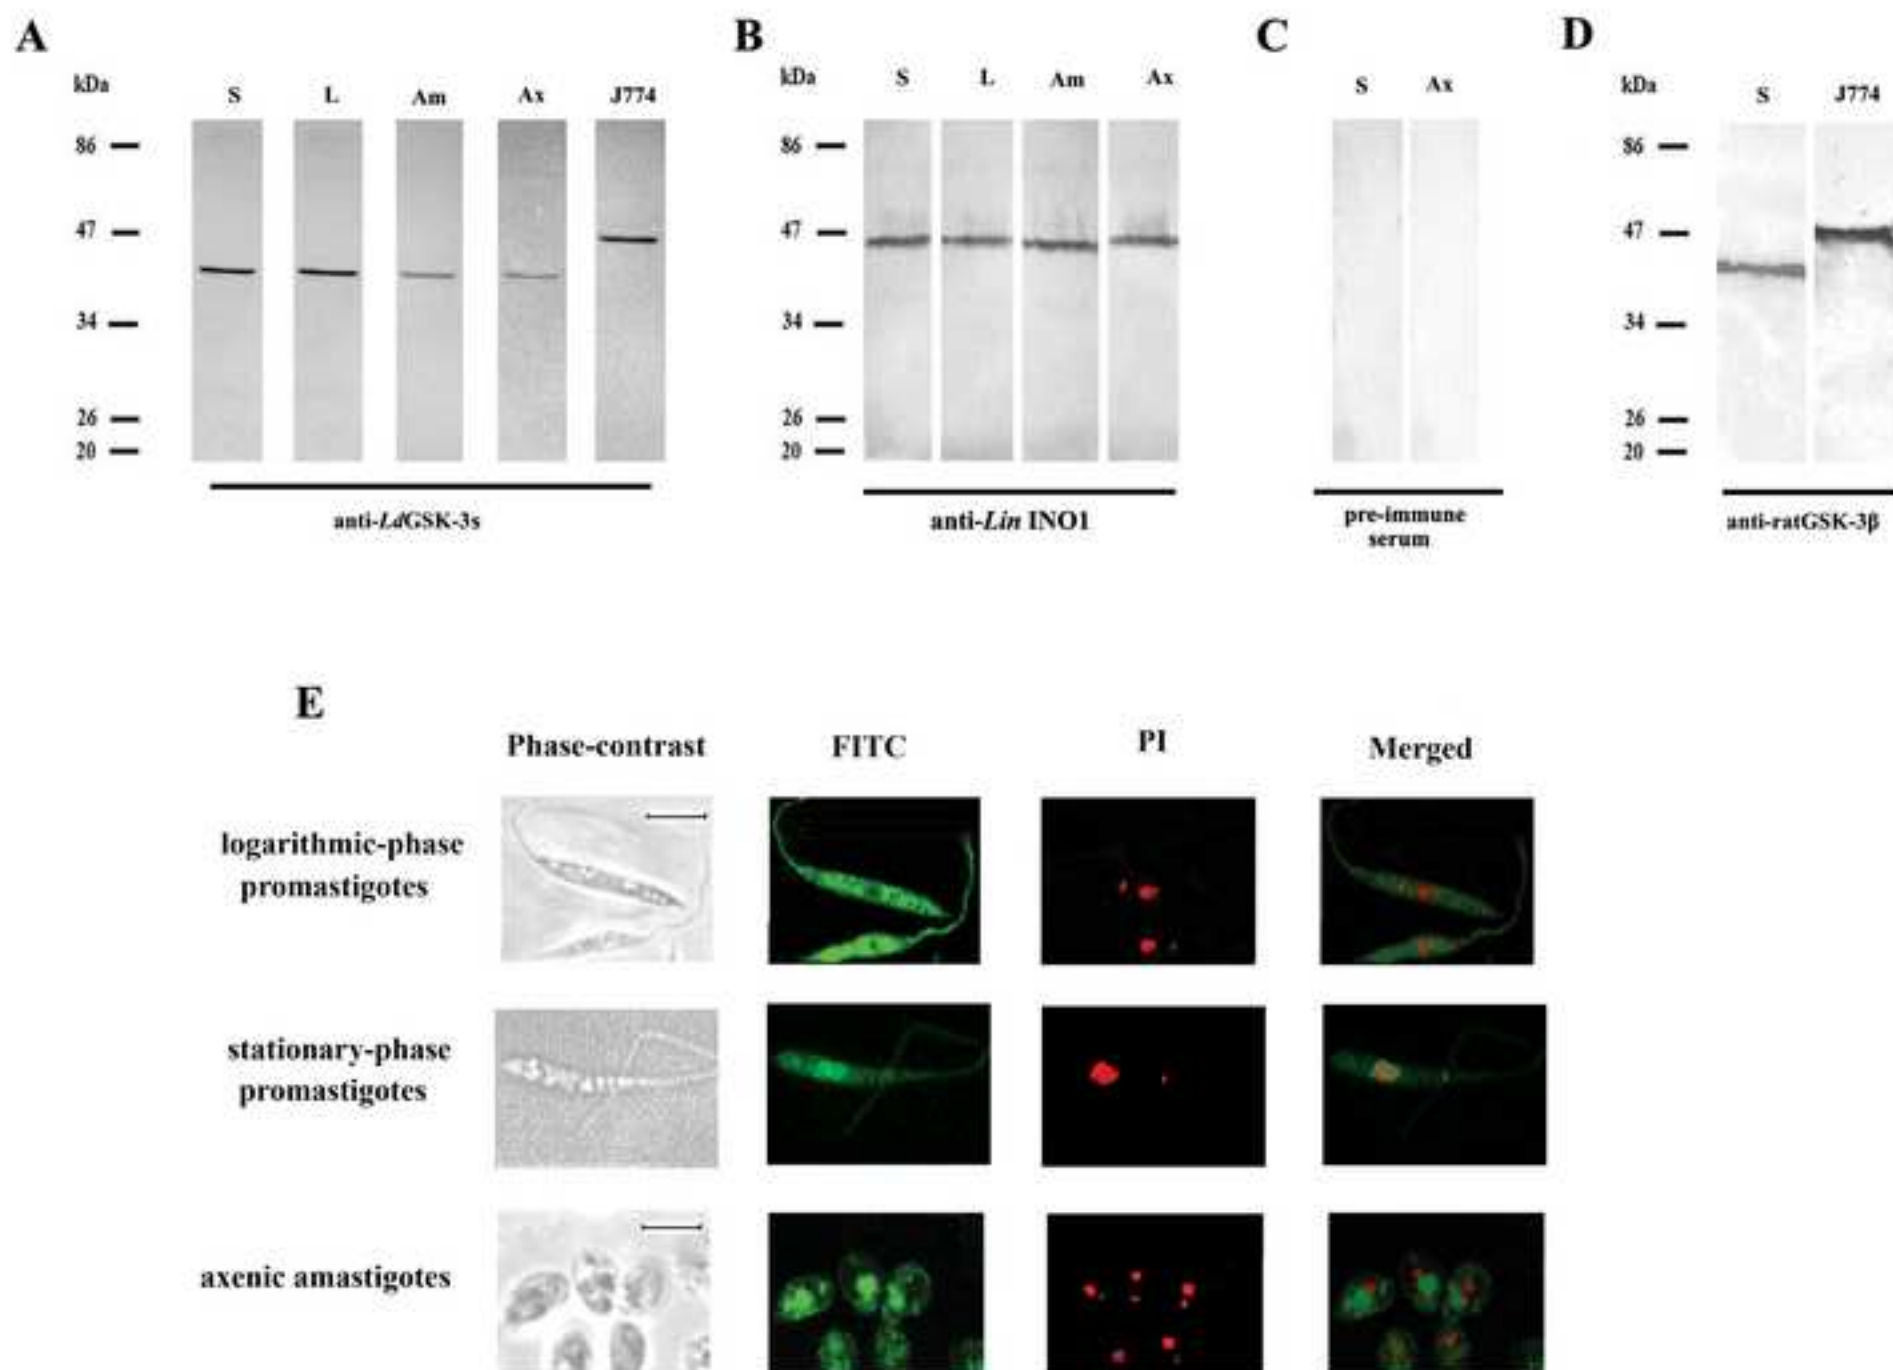 A
B
C
D
kDa
S
L
Am
Ax
J774
86
47
34
26
20
anti-LdGSK-3s
kDa
S
L
Am
Ax
86
47
34
26
20
anti-Lin INO1
S
Ax
pre-immune
serum
kDa
S
J774
86
47
34
26
20
anti-ratGSK-3β
E
Phase-contrast
FITC
PI
Merged
logarithmic-phase
promastigotes
stationary-phase
promastigotes
axenic amastigotes